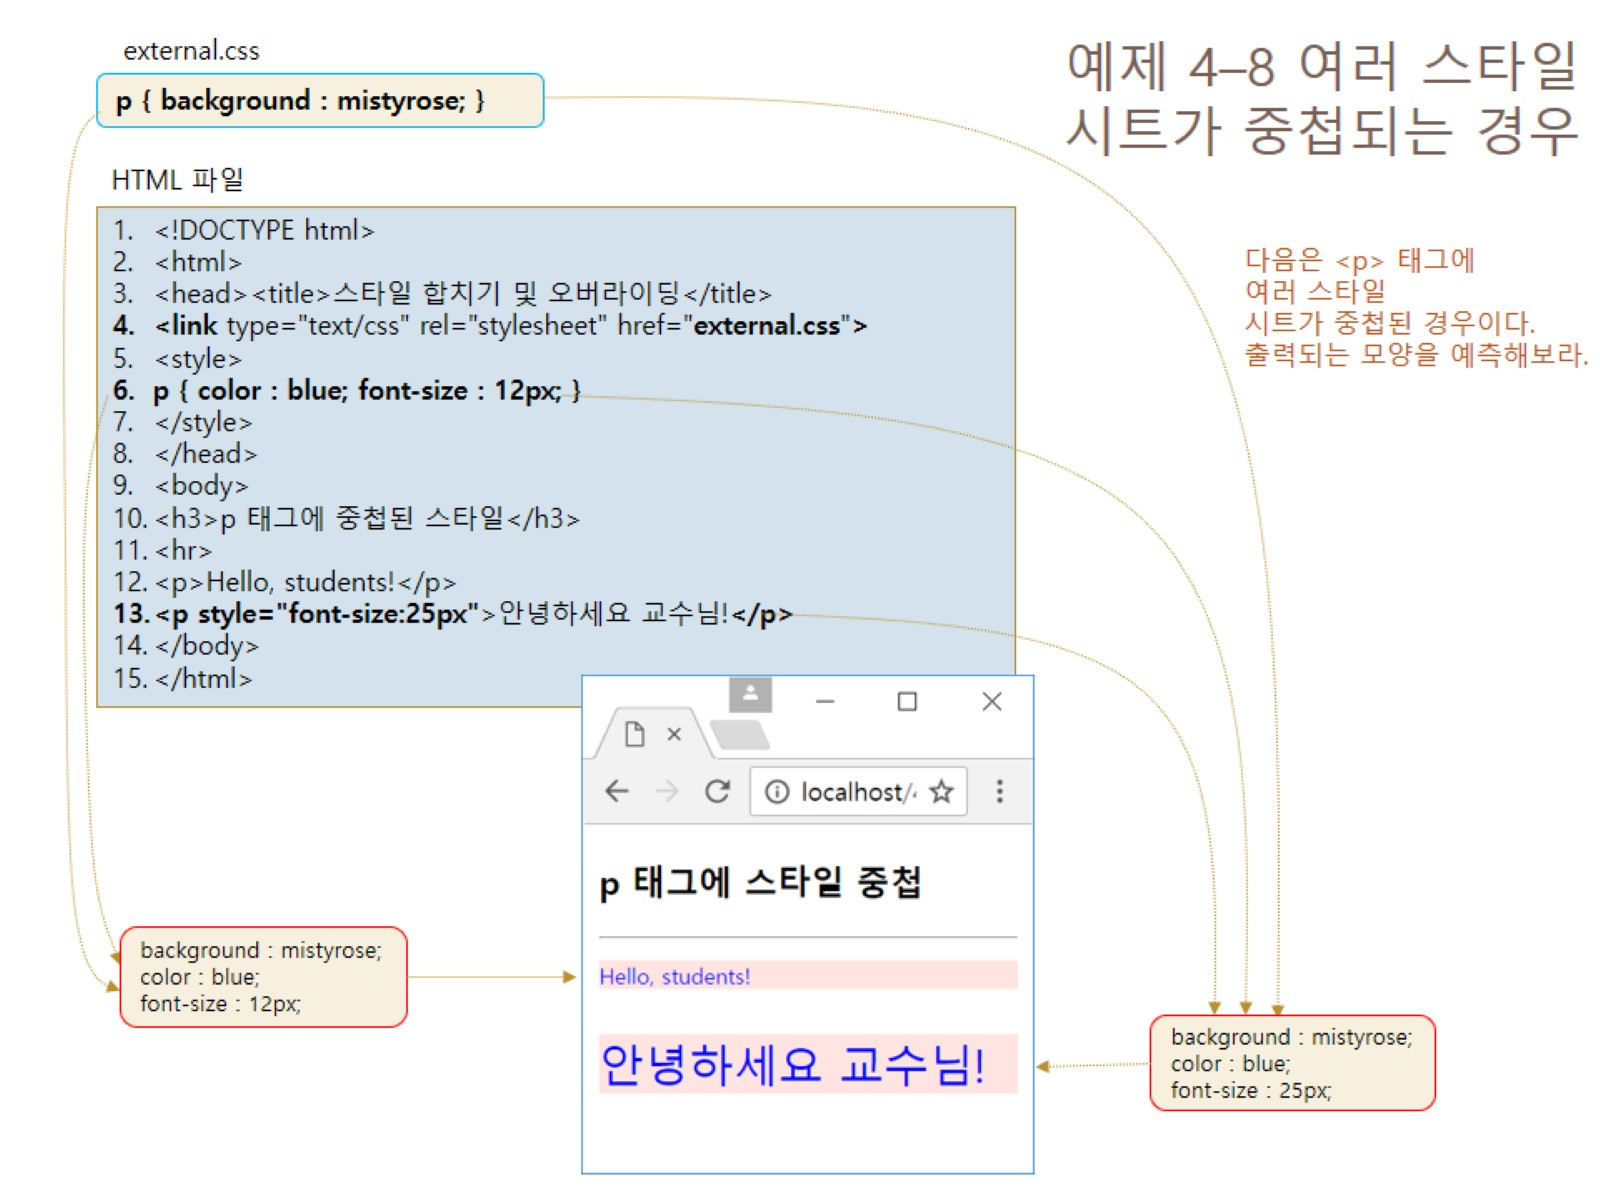 external.css
p { background : mistyrose; }
예제 4–8 여러 스타일
시트가 중첩되는 경우
HTML 파일
1. <!DOCTYPE html>
2. <html>
3. <head><title>스타일 합치기 및 오버라이딩</title>
4. <link type="text/css" rel="stylesheet" href="external.css">
5. <style>
6. p { color : blue; font-size : 12px; }
7. </style>
8. </head>
9. <body>
10. <h3>p 태그에 중첩된 스타일</h3>
11. <hr>
12. <p>Hello, students!</p>
13. <p style="font-size:25px">안녕하세요 교수님!</p>
14. </body>
15. </html>
다음은 <p> 태그에
여러 스타일
시트가 중첩된 경우이다.
출력되는 모양을 예측해보라.
localhost/
p 태그에 스타일 중첩
Hello, students!
안녕하세요 교수님!
background : mistyrose;
color : blue;
font-size : 12px;
background : mistyrose;
color : blue;
font-size : 25px;